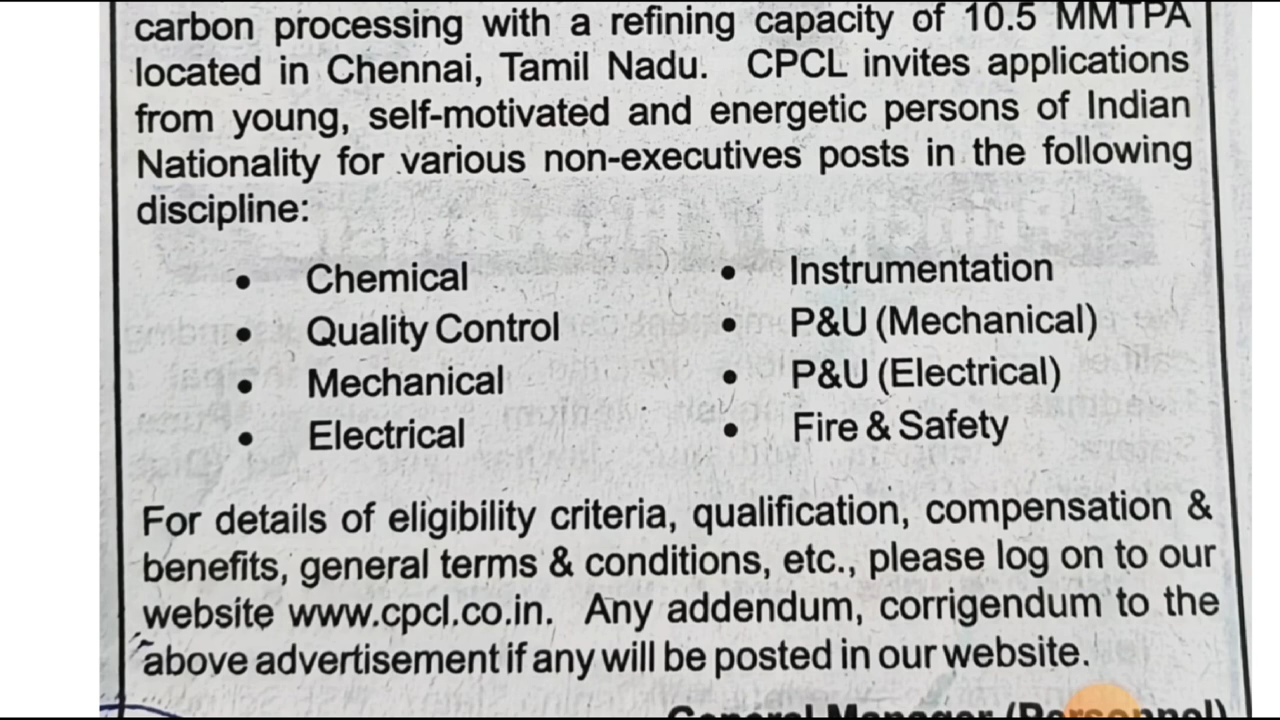 carbon processing with a refining capacity of 10.5 MMTPA
located in Chennai, Tamil Nadu. CPCL invites applications
from young, self-motivated and energetic persons of Indian
Nationality for various non-executives posts in the following
discipline:
• Chemical
• Quality Control
• Mechanical
• Electrical
• Instrumentation
• P&U (Mechanical)
• P&U (Electrical)
• Fire & Safety
For details of eligibility criteria, qualification, compensation &
benefits, general terms & conditions, etc., please log on to our
website www.cpcl.co.in. Any addendum, corrigendum to the
above advertisement if any will be posted in our website.
General Manager (Personnel)